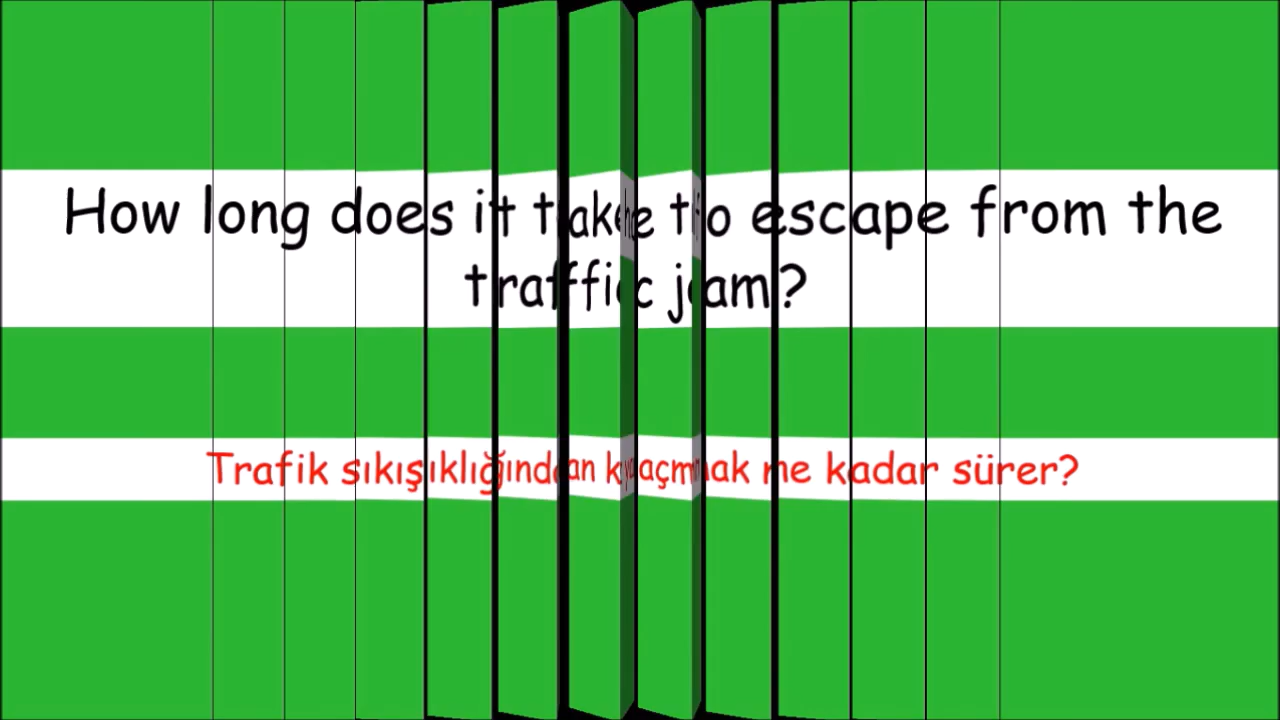 How long does it take to escape from the
traffic jam?
Trafik sıkışıklığından kaçmak ne kadar sürer?